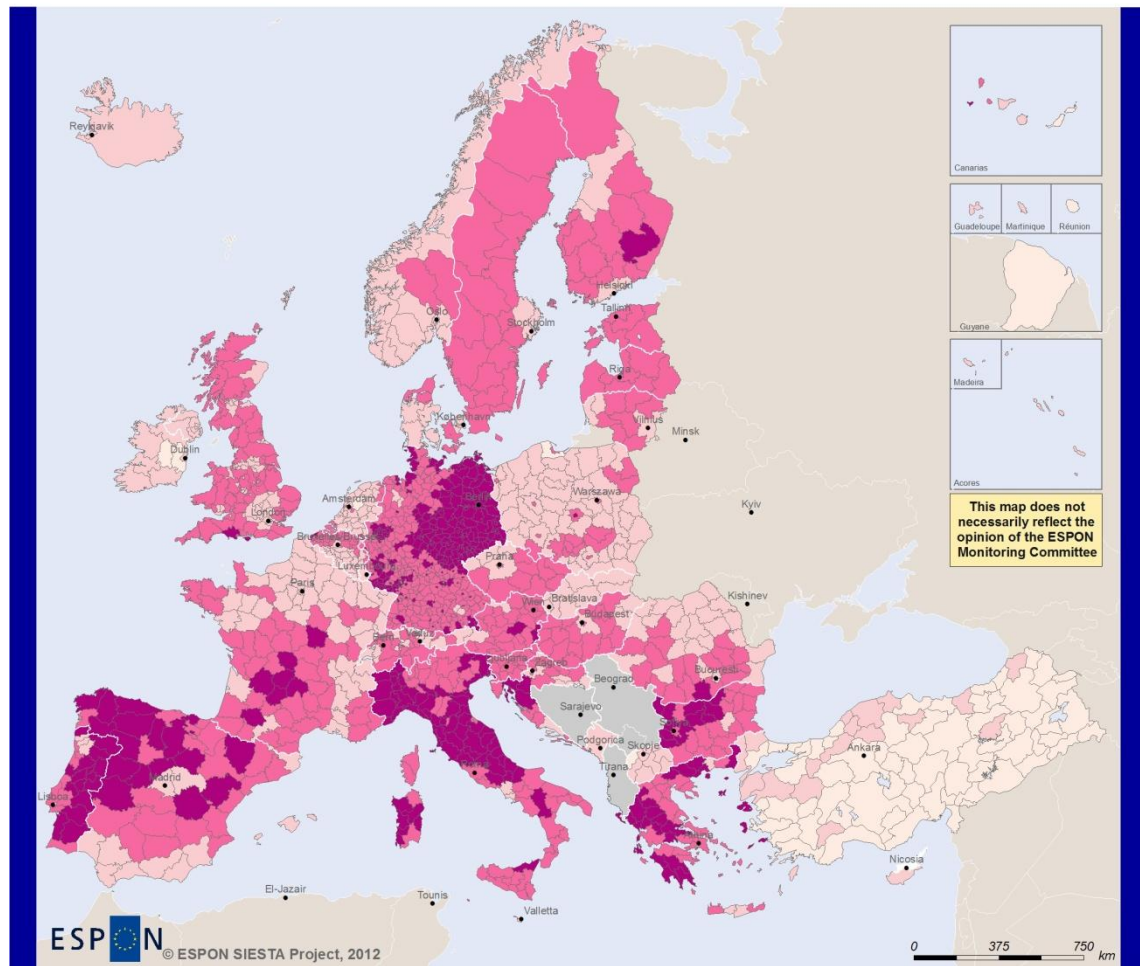 Reykjavik
Canarias
Guadeloupe
Martinique
Réunion
Guyane
Madeira
Acores
This map does not
necessarily reflect the
opinion of the ESPON
Monitoring Committee
Helsinki
Oslo
Tallinn
Stockholm
Riga
København
Vilnius
Minsk
Dublin
Amsterdam
Berlin
Warszawa
London
Kyiv
Praha
Paris
Kishinev
Wien
Bratislava
Budapest
Bern
Vaduz
Ljubljana
Zagreb
Bucuresti
Beograd
Sarajevo
Sofia
Podgorica
Skopje
Ankara
Tirana
Madrid
Lisboa
Nicosia
El-Jazair
Tounis
Valletta
ESPON
© ESPON SIESTA Project, 2012
0 375 750
km